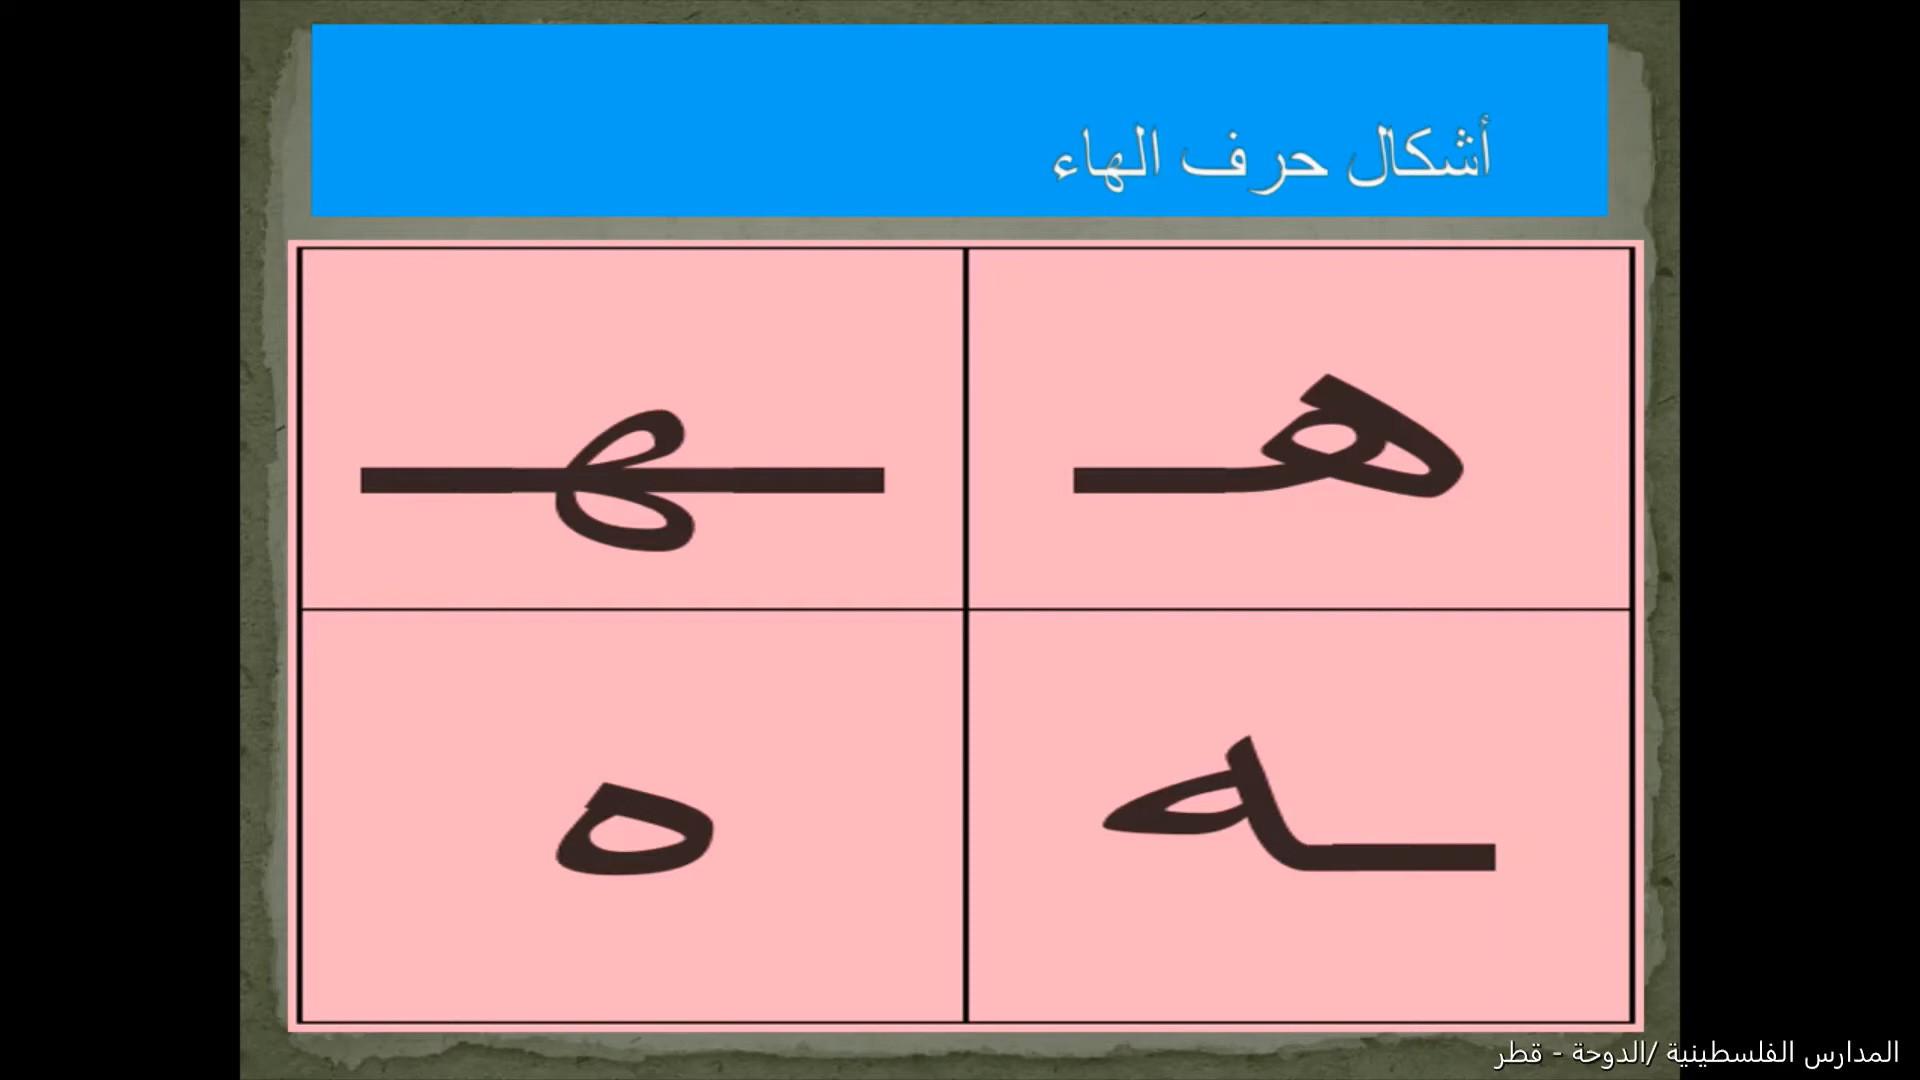 أشكال حرف الهاء
هـ ـهـ
ـه ه
المدارس الفلسطينية /الدوحة - قطر